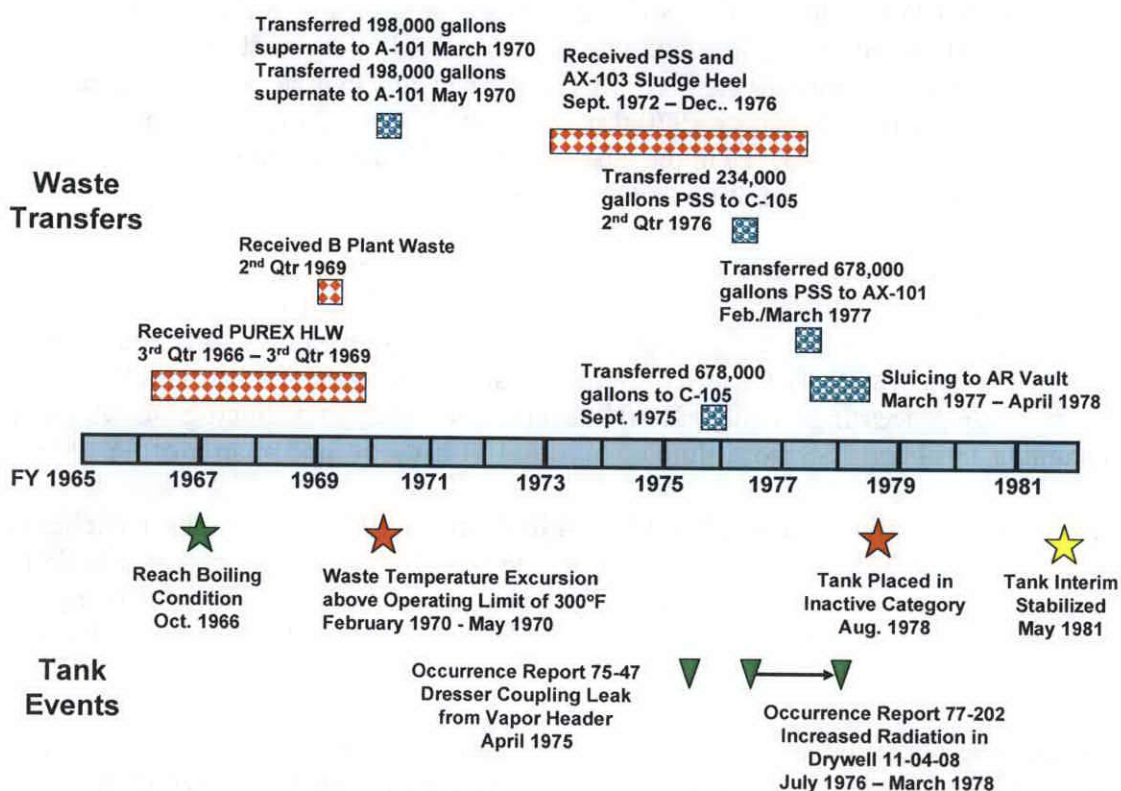 Transferred 198,000 gallons
supernate to A-101 March 1970
Transferred 198,000 gallons
supernate to A-101 May 1970
Received PSS and
AX-103 Sludge Heel
Sept. 1972 – Dec.. 1976
Waste
Transfers
Transferred 234,000
gallons PSS to C-105
2nd Qtr 1976
Received B Plant Waste
2nd Qtr 1969
Transferred 678,000
gallons PSS to AX-101
Feb./March 1977
Received PUREX HLW
3rd Qtr 1966 – 3rd Qtr 1969
Transferred 678,000
gallons to C-105
Sept. 1975
Sluicing to AR Vault
March 1977 – April 1978
FY 1965 1967 1969 1971 1973 1975 1977 1979 1981
Reach Boiling
Condition
Oct. 1966
Waste Temperature Excursion
above Operating Limit of 300ºF
February 1970 - May 1970
Tank Placed in
Inactive Category
Aug. 1978
Tank Interim
Stabilized
May 1981
Tank
Events
Occurrence Report 75-47
Dresser Coupling Leak
from Vapor Header
April 1975
Occurrence Report 77-202
Increased Radiation in
Drywell 11-04-08
July 1976 – March 1978